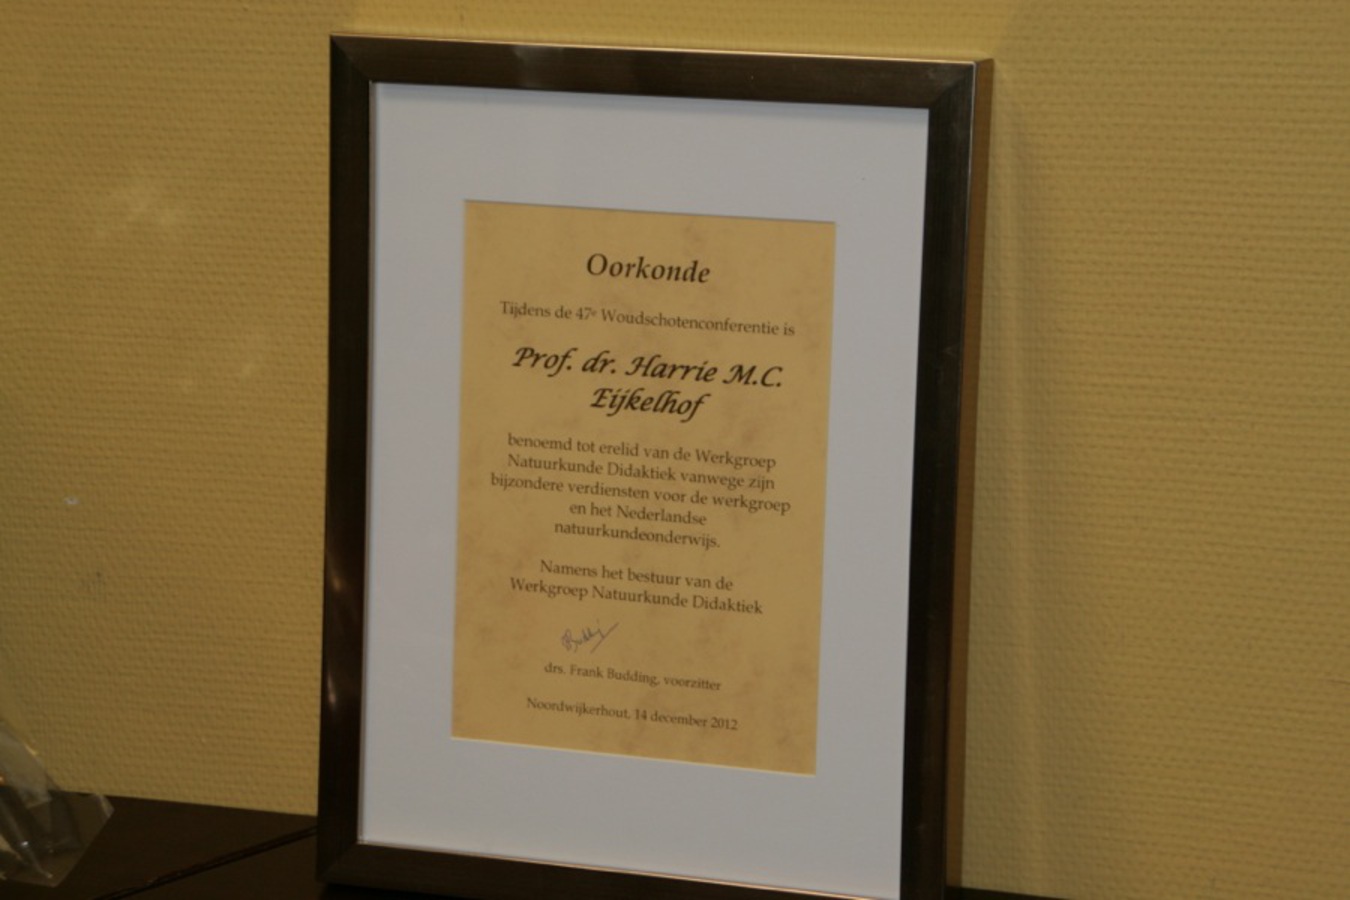 Oorkonde
Tijdens de 47e Woudschotenconferentie is
Prof. dr. Harrie M.C.
Eijkelhof
benoemd tot erelid van de Werkgroep
Natuurkunde Didaktiek vanwege zijn
bijzondere verdiensten voor de werkgroep
en het Nederlandse
natuurkundeonderwijs.
Namens het bestuur van de
Werkgroep Natuurkunde Didaktiek
Budding
drs. Frank Budding, voorzitter
Noordwijkerhout, 14 december 2012